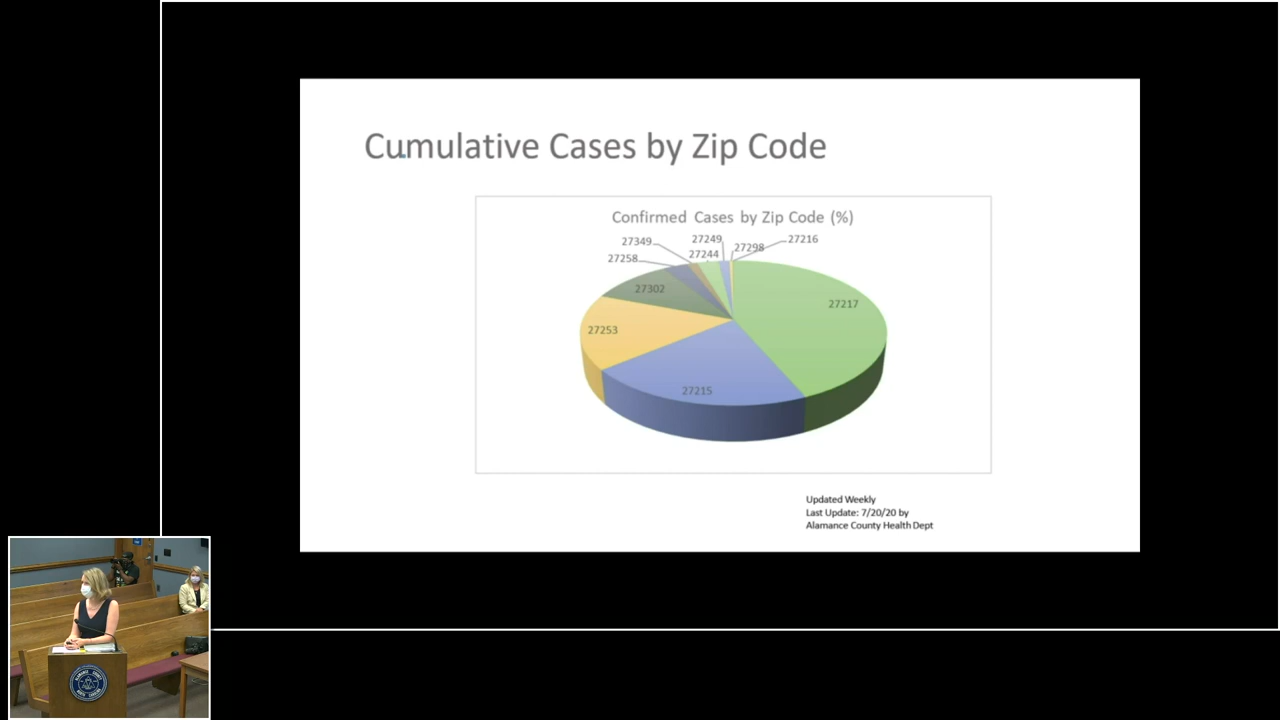 Cumulative Cases by Zip Code
Confirmed Cases by Zip Code (%)
27249
27216
27349
27298
27244
27258
27302
27217
27253
27215
Updated Weekly
Last Update: 7/20/20 by
Alamance County Health Dept